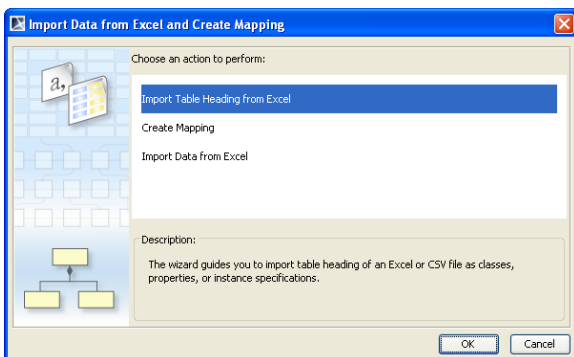 Import Data from Excel and Create Mapping
Choose an action to perform:
a,
Import Table Heading from Excel
Create Mapping
Import Data from Excel
Description:
The wizard guides you to import table heading of an Excel or CSV file as classes,
properties, or instance specifications.
OK
Cancel